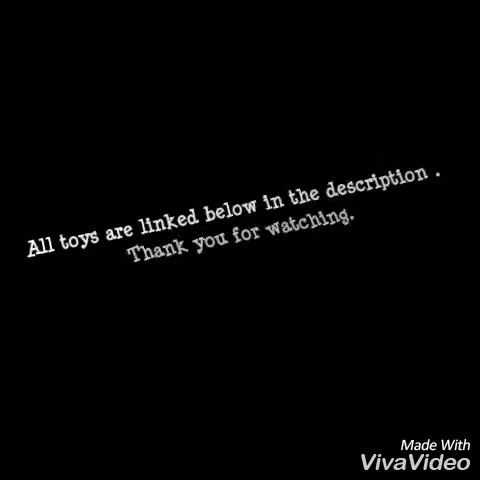 All toys are linked below in the description .
Thank you for watching.
Made With
VivaVideo